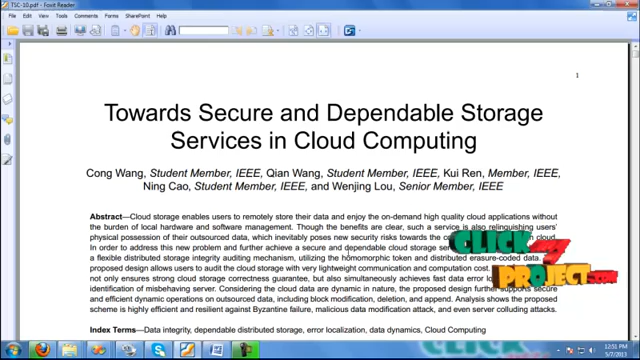 TSC-10.pdf - Foxit Reader
File Edit View Tools Comments Forms SharePoint Help
Find
1
Towards Secure and Dependable Storage
Services in Cloud Computing
Cong Wang, Student Member, IEEE, Qian Wang, Student Member, IEEE, Kui Ren, Member, IEEE,
Ning Cao, Student Member, IEEE, and Wenjing Lou, Senior Member, IEEE
Abstract—Cloud storage enables users to remotely store their data and enjoy the on-demand high quality cloud applications without
the burden of local hardware and software management. Though the benefits are clear, such a service is also relinquishing users'
physical possession of their outsourced data, which inevitably poses new security risks towards the co cloud.
In order to address this new problem and further achieve a secure and dependable cloud storage ser
a flexible distributed storage integrity auditing mechanism, utilizing the homomorphic token and distributed erasure-coded data.
proposed design allows users to audit the cloud storage with very lightweight communication and computation cost.
not only ensures strong cloud storage correctness guarantee, but also simultaneously achieves fast data error
identification of misbehaving server. Considering the cloud data are dynamic in nature, the proposed design further supports secure
and efficient dynamic operations on outsourced data, including block modification, deletion, and append. Analysis shows the proposed
scheme is highly efficient and resilient against Byzantine failure, malicious data modification attack, and even server colluding attacks.
Index Terms—Data integrity, dependable distributed storage, error localization, data dynamics, Cloud Computing
CLICK MY
PROJECT.COM
12:51 PM
5/7/2013